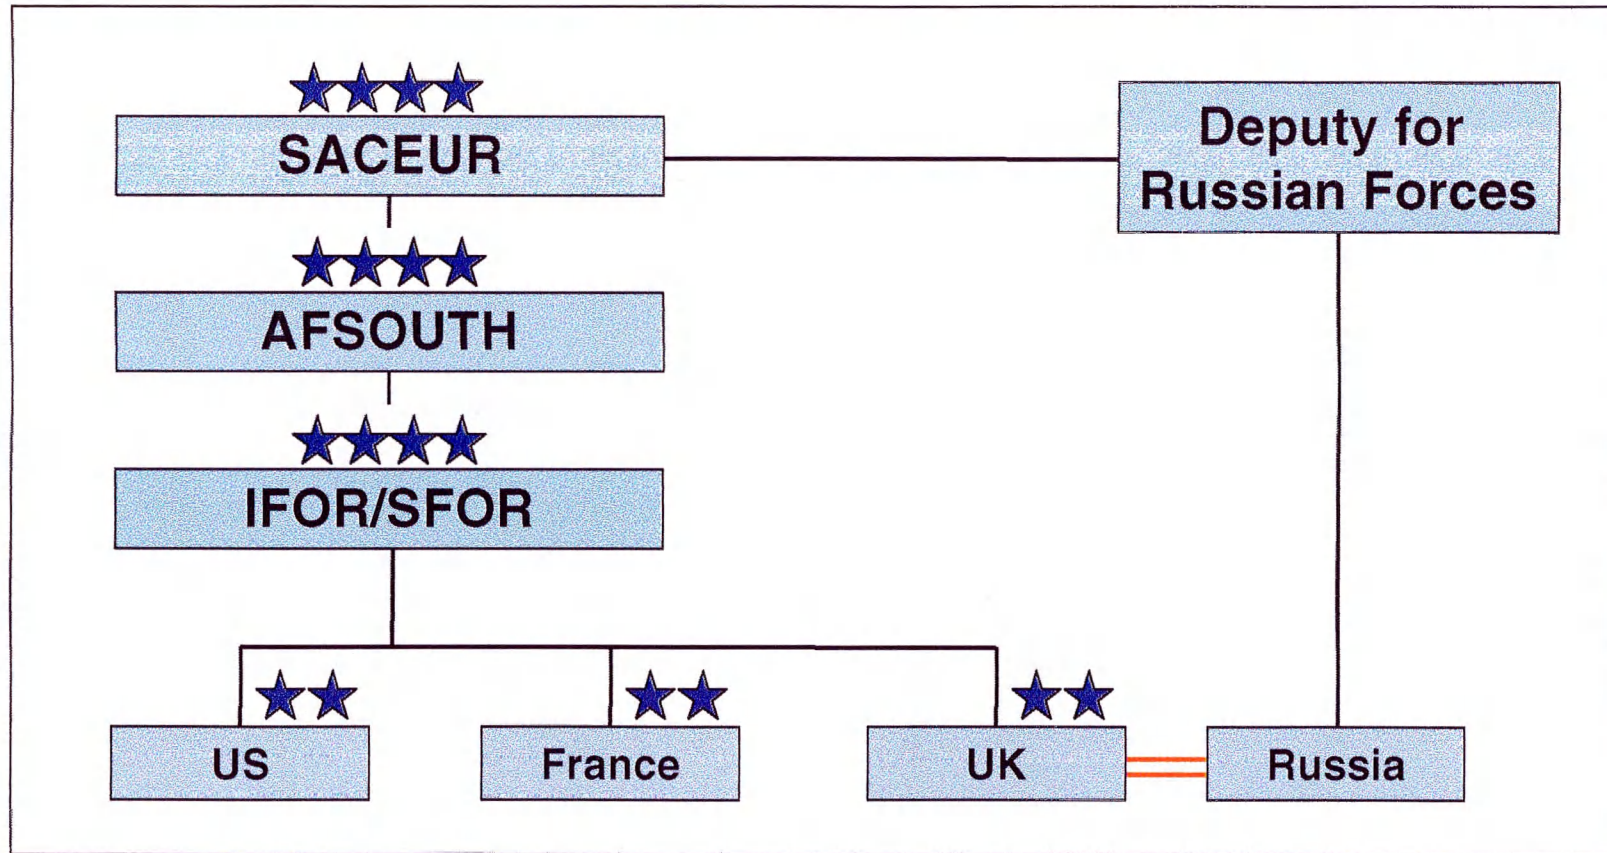 SACEUR
Deputy for
Russian Forces
AFSOUTH
IFOR/SFOR
US
France
UK
Russia